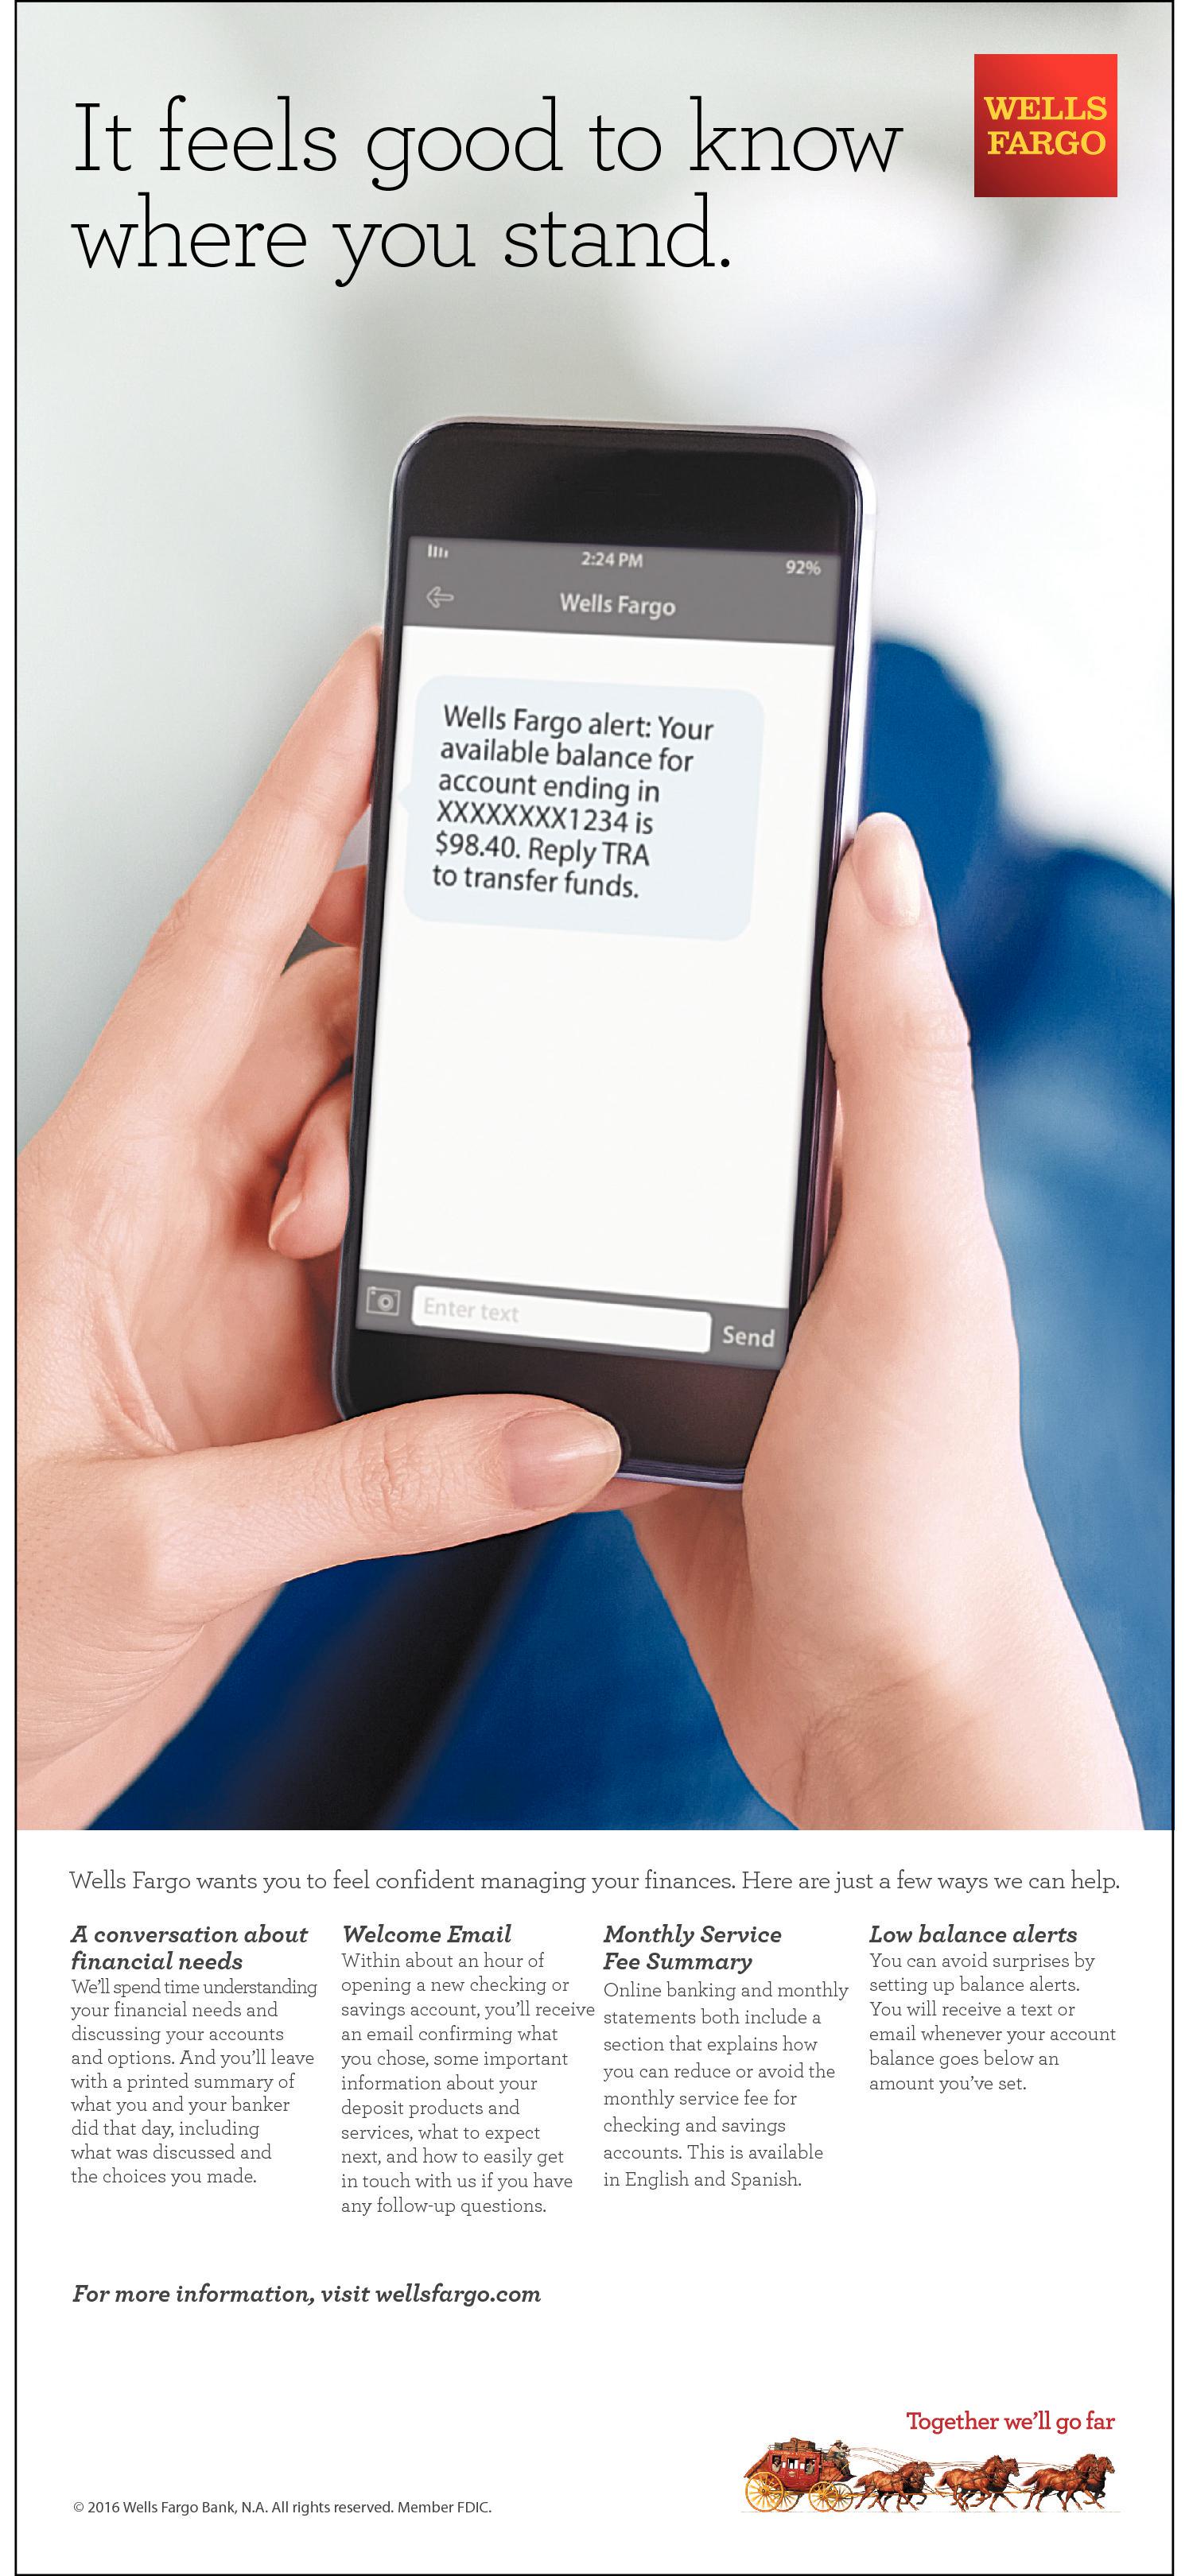 It feels good to know
where you stand.
WELLS
FARGO
2:24 PM
92%
Wells Fargo
Wells Fargo alert: Your
available balance for
account ending in
XXXXXXXX1234 is
$98.40. Reply TRA
to transfer funds.
Enter text
Send
Wells Fargo wants you to feel confident managing your finances. Here are just a few ways we can help.
A conversation about
financial needs
We’ll spend time understanding
your financial needs and
discussing your accounts
and options. And you’ll leave
with a printed summary of
what you and your banker
did that day, including
what was discussed and
the choices you made.
Welcome Email
Within about an hour of
opening a new checking or
savings account, you’ll receive
an email confirming what
you chose, some important
information about your
deposit products and
services, what to expect
next, and how to easily get
in touch with us if you have
any follow-up questions.
Monthly Service
Fee Summary
Online banking and monthly
statements both include a
section that explains how
you can reduce or avoid the
monthly service fee for
checking and savings
accounts. This is available
in English and Spanish.
Low balance alerts
You can avoid surprises by
setting up balance alerts.
You will receive a text or
email whenever your account
balance goes below an
amount you’ve set.
For more information, visit wellsfargo.com
Together we’ll go far
© 2016 Wells Fargo Bank, N.A. All rights reserved. Member FDIC.